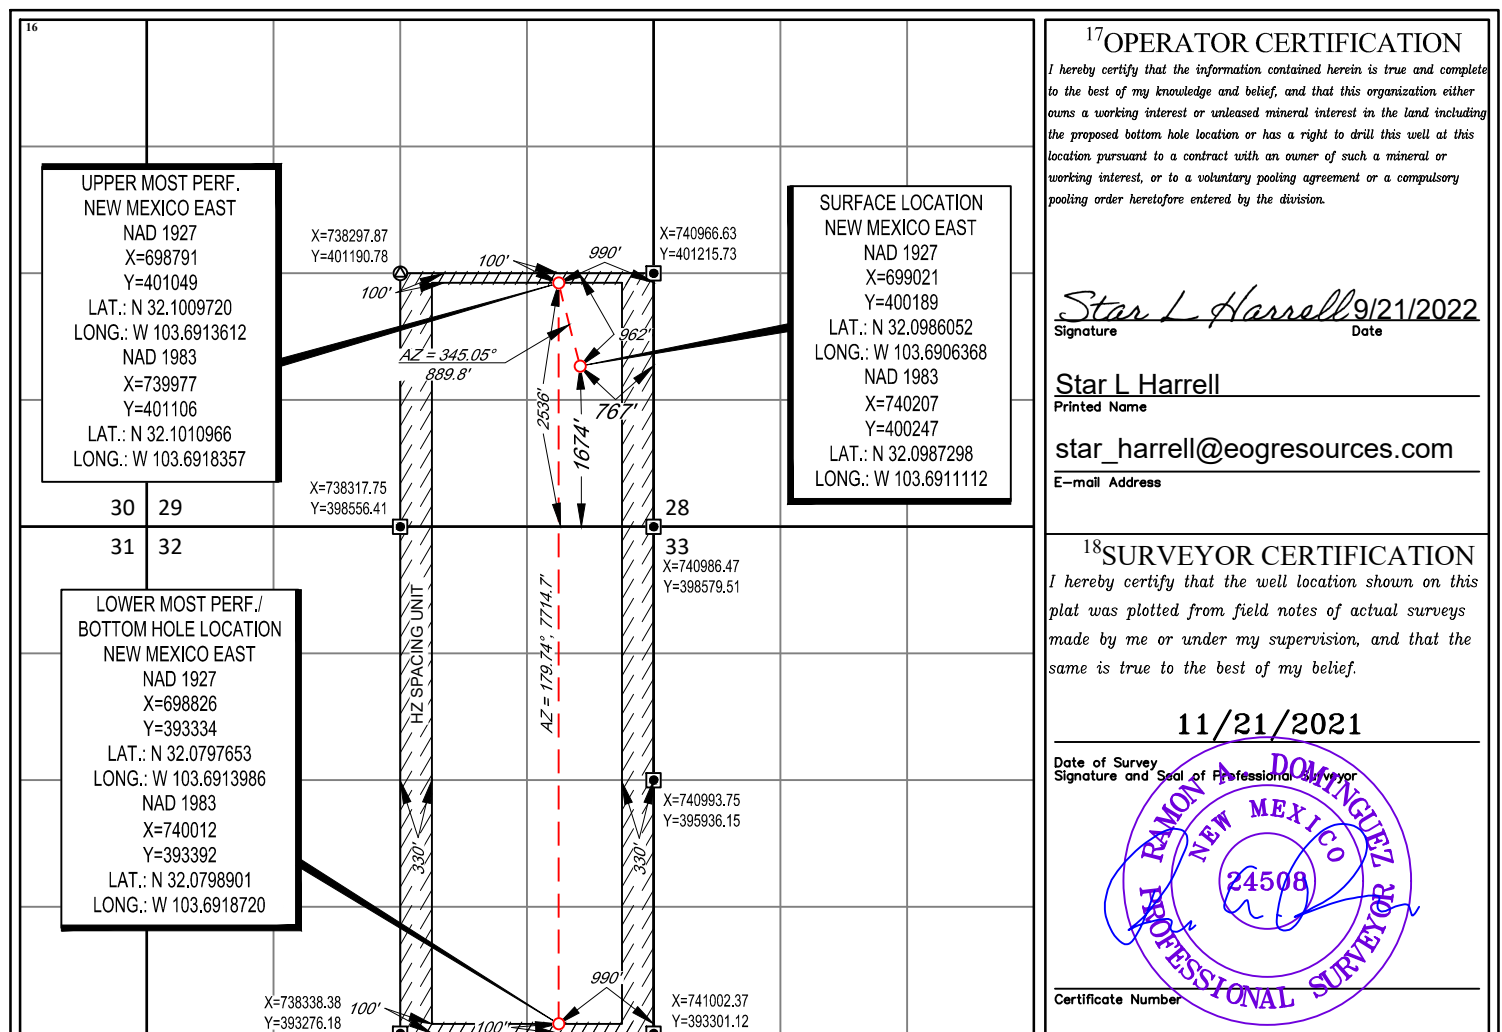 16
UPPER MOST PERF.
NEW MEXICO EAST
NAD 1927
X=698791
Y=401049
LAT.: N 32.1009720
LONG.: W 103.6913612
NAD 1983
X=739977
Y=401106
LAT.: N 32.1010966
LONG.: W 103.6918357
X=738297.87
Y=401190.78
X=740966.63
Y=401215.73
100'
990'
100'
962'
AZ = 345.05°
889.8'
2536'
767'
1674'
SURFACE LOCATION
NEW MEXICO EAST
NAD 1927
X=699021
Y=400189
LAT.: N 32.0986052
LONG.: W 103.6906368
NAD 1983
X=740207
Y=400247
LAT.: N 32.0987298
LONG.: W 103.6911112
X=738317.75
Y=398556.41
30 29
28
31 32
33
X=740986.47
Y=398579.51
LOWER MOST PERF./
BOTTOM HOLE LOCATION
NEW MEXICO EAST
NAD 1927
X=698826
Y=393334
LAT.: N 32.0797653
LONG.: W 103.6913986
NAD 1983
X=740012
Y=393392
LAT.: N 32.0798901
LONG.: W 103.6918720
HZ SPACING UNIT
AZ = 179.74°, 7714.7'
X=740993.75
Y=395936.15
330'
330'
990'
X=738338.38
Y=393276.18
100'
100'
X=741002.37
Y=393301.12
17OPERATOR CERTIFICATION
I hereby certify that the information contained herein is true and complete
to the best of my knowledge and belief, and that this organization either
owns a working interest or unleased mineral interest in the land including
the proposed bottom hole location or has a right to drill this well at this
location pursuant to a contract with an owner of such a mineral or
working interest, or to a voluntary pooling agreement or a compulsory
pooling order heretofore entered by the division.
Star L Harrell 9/21/2022
Signature Date
Star L Harrell
Printed Name
star_harrell@eogresources.com
E-mail Address
18SURVEYOR CERTIFICATION
I hereby certify that the well location shown on this
plat was plotted from field notes of actual surveys
made by me or under my supervision, and that the
same is true to the best of my belief.
11/21/2021
Date of Survey
Signature and Seal of Professional Surveyor
RAMON A. DOMINGUEZ
NEW MEXICO
24508
PROFESSIONAL SURVEYOR
Certificate Number